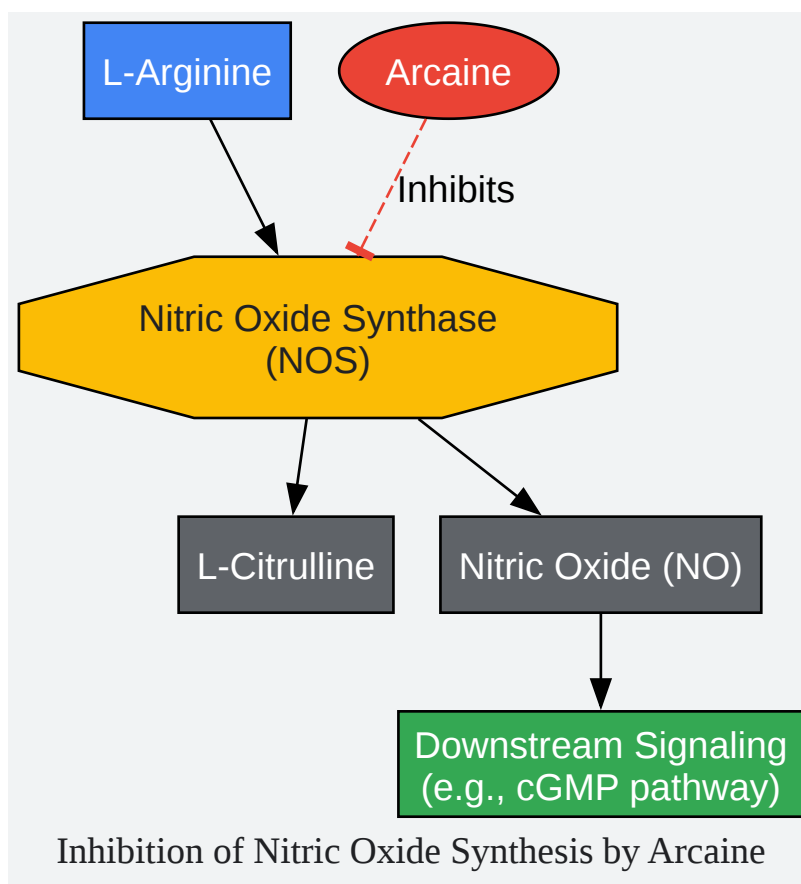 L-Arginine
Arcaine
Inhibits
Nitric Oxide Synthase
(NOS)
L-Citrulline
Nitric Oxide (NO)
Downstream Signaling
(e.g., cGMP pathway)
Inhibition of Nitric Oxide Synthesis by Arcaine